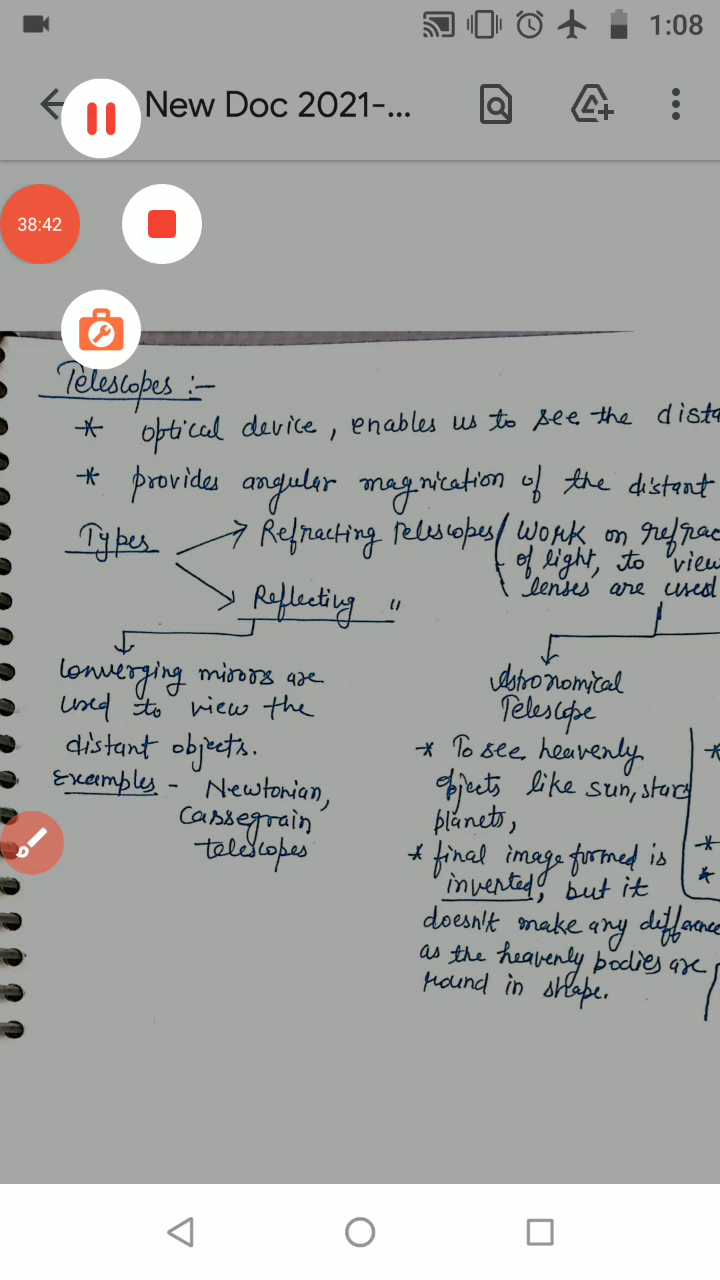 1:08
New Doc 2021-...
38:42
Telescopes :-
* optical device, enables us to see the dista
* provides angular magnication of the distant
Types → Refracting Telescopes ( Work on refrac
of light, to view
lenses are used
→ Reflecting "
Converging mirrors are
used to view the
distant objects.
Examples - Newtonian,
Cassegrain
telescopes
Astronomical
Telescope
* To see heavenly
objects like sun, stars
planets,
* final image formed is
inverted, but it
doesn't make any difference
as the heavenly bodies are
round in shape.
*
*
*